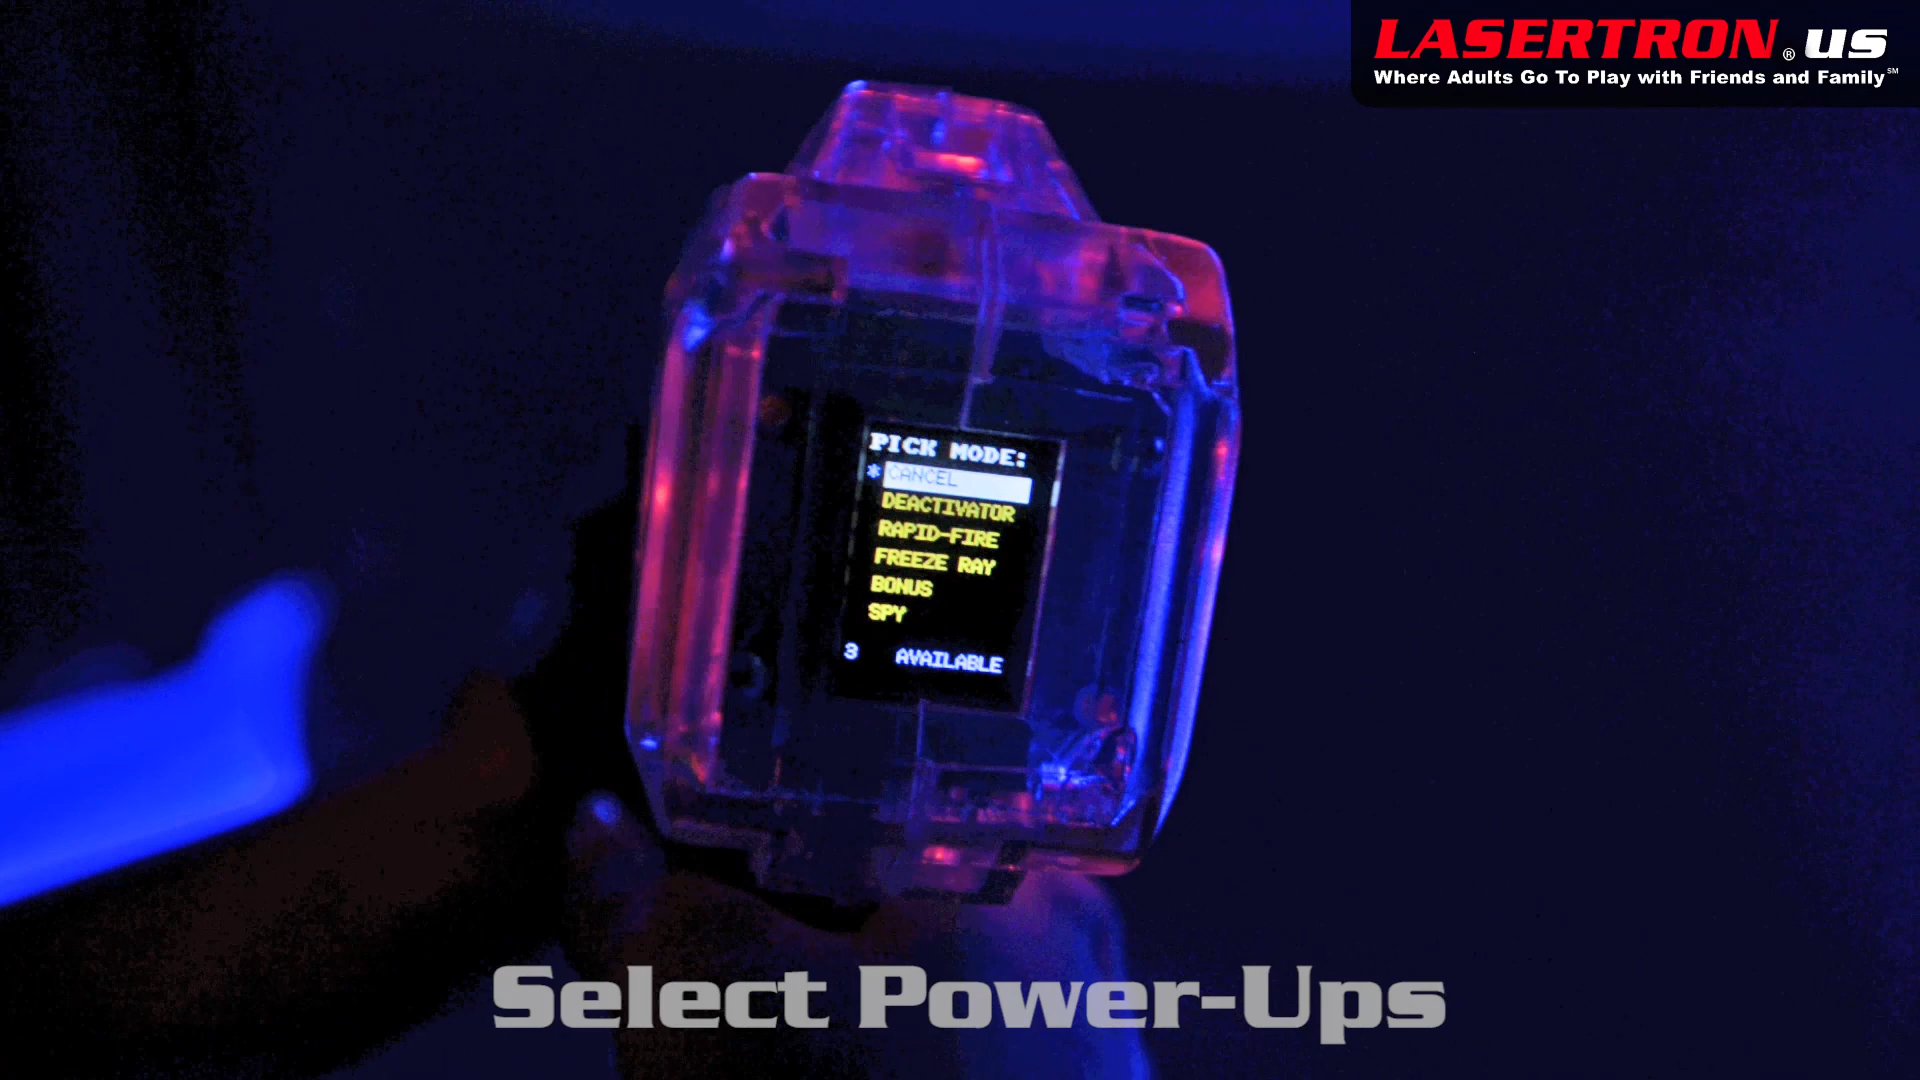 LASERTRON®.us
Where Adults Go To Play with Friends and Family℠
PICK MODE:
* CANCEL
DEACTIVATOR
RAPID-FIRE
FREEZE RAY
BONUS
SPY
3 AVAILABLE
Select Power-Ups